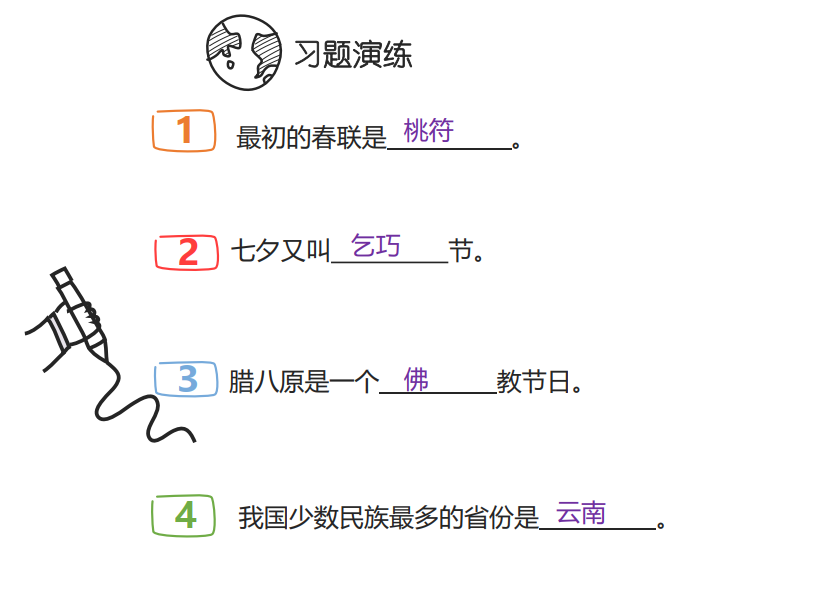 习题演练
1 最初的春联是 桃符 。
2 七夕又叫 乞巧 节。
3 腊八原是一个 佛 教节日。
4 我国少数民族最多的省份是 云南 。